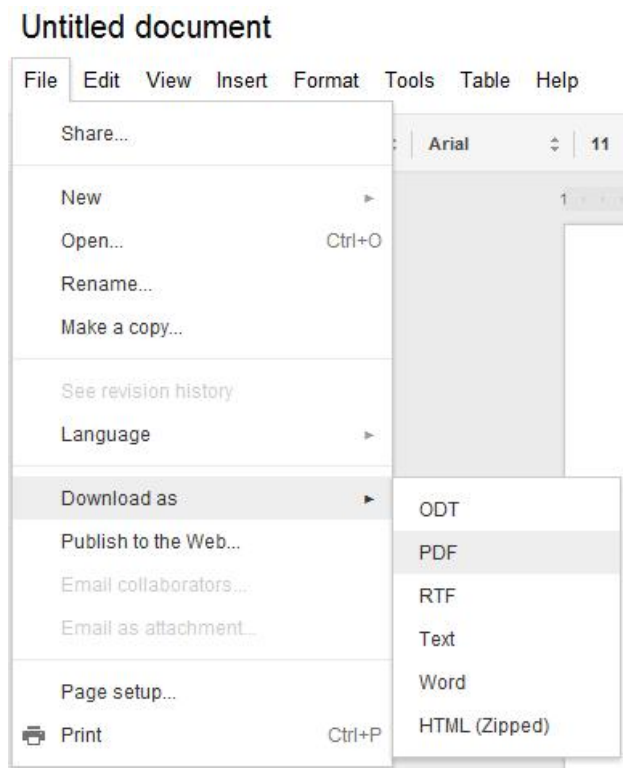 Untitled document
File Edit View Insert Format Tools Table Help
Arial 11
1
Share...
New
Open... Ctrl+O
Rename...
Make a copy...
See revision history
Language
Download as
Publish to the Web...
Email collaborators...
Email as attachment...
Page setup...
Print Ctrl+P
ODT
PDF
RTF
Text
Word
HTML (Zipped)